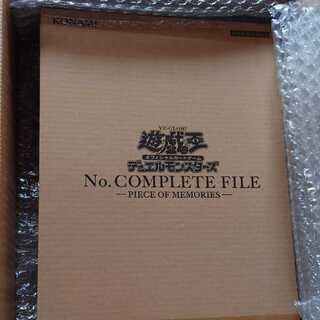 KONAMI
YU-GI-OH!
遊戯王
オフィシャルカードゲーム
デュエルモンスターズ
No. COMPLETE FILE
—PIECE OF MEMORIES—